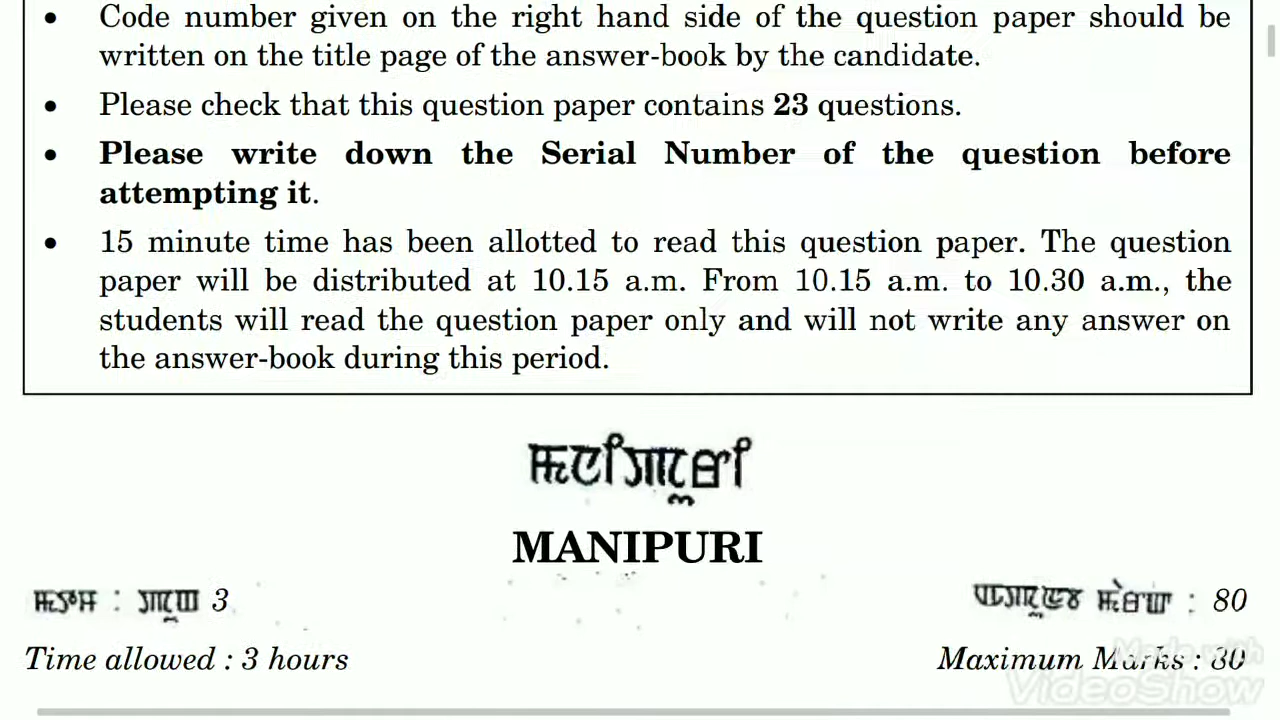 • Code number given on the right hand side of the question paper should be
written on the title page of the answer-book by the candidate.
• Please check that this question paper contains 23 questions.
• Please write down the Serial Number of the question before
attempting it.
• 15 minute time has been allotted to read this question paper. The question
paper will be distributed at 10.15 a.m. From 10.15 a.m. to 10.30 a.m., the
students will read the question paper only and will not write any answer on
the answer-book during this period.
ꯃꯅꯤꯄꯨꯔꯤ
MANIPURI
: 3 : 80
Time allowed : 3 hours Maximum Marks : 80
Made with
VideoShow